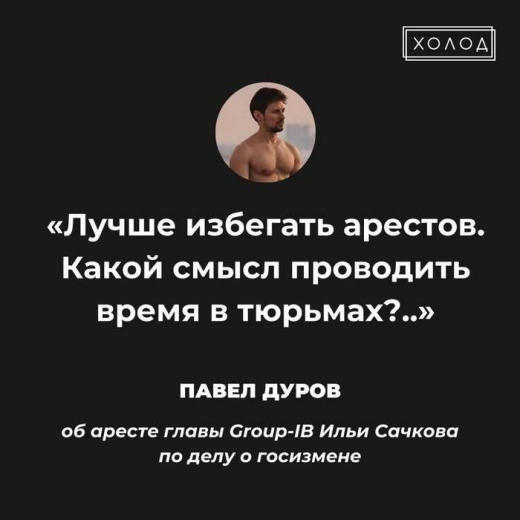 ХОЛОД
«Лучше избегать арестов.
Какой смысл проводить
время в тюрьмах?..»
ПАВЕЛ ДУРОВ
об аресте главы Group-IB Ильи Сачкова
по делу о госизмене